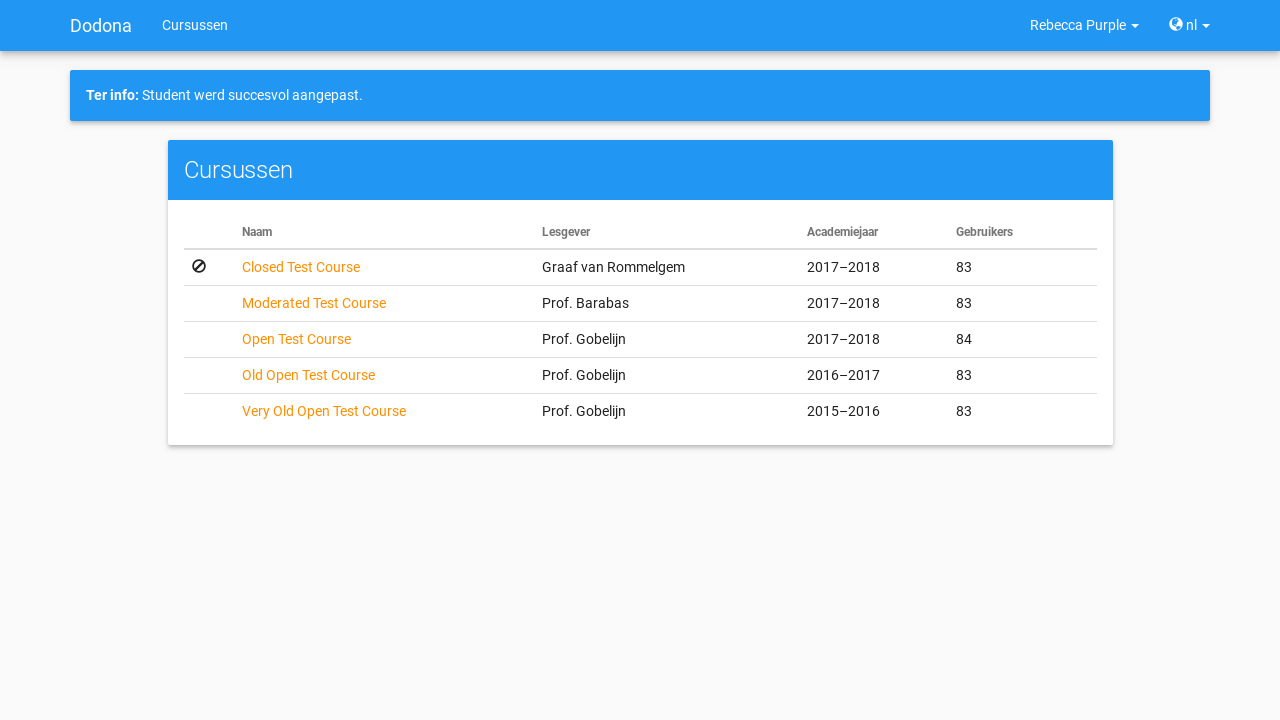 Dodona Cursussen Rebecca Purple nl
Ter info: Student werd succesvol aangepast.
Cursussen
Naam Lesgever Academiejaar Gebruikers
Closed Test Course Graaf van Rommelgem 2017–2018 83
Moderated Test Course Prof. Barabas 2017–2018 83
Open Test Course Prof. Gobelijn 2017–2018 84
Old Open Test Course Prof. Gobelijn 2016–2017 83
Very Old Open Test Course Prof. Gobelijn 2015–2016 83